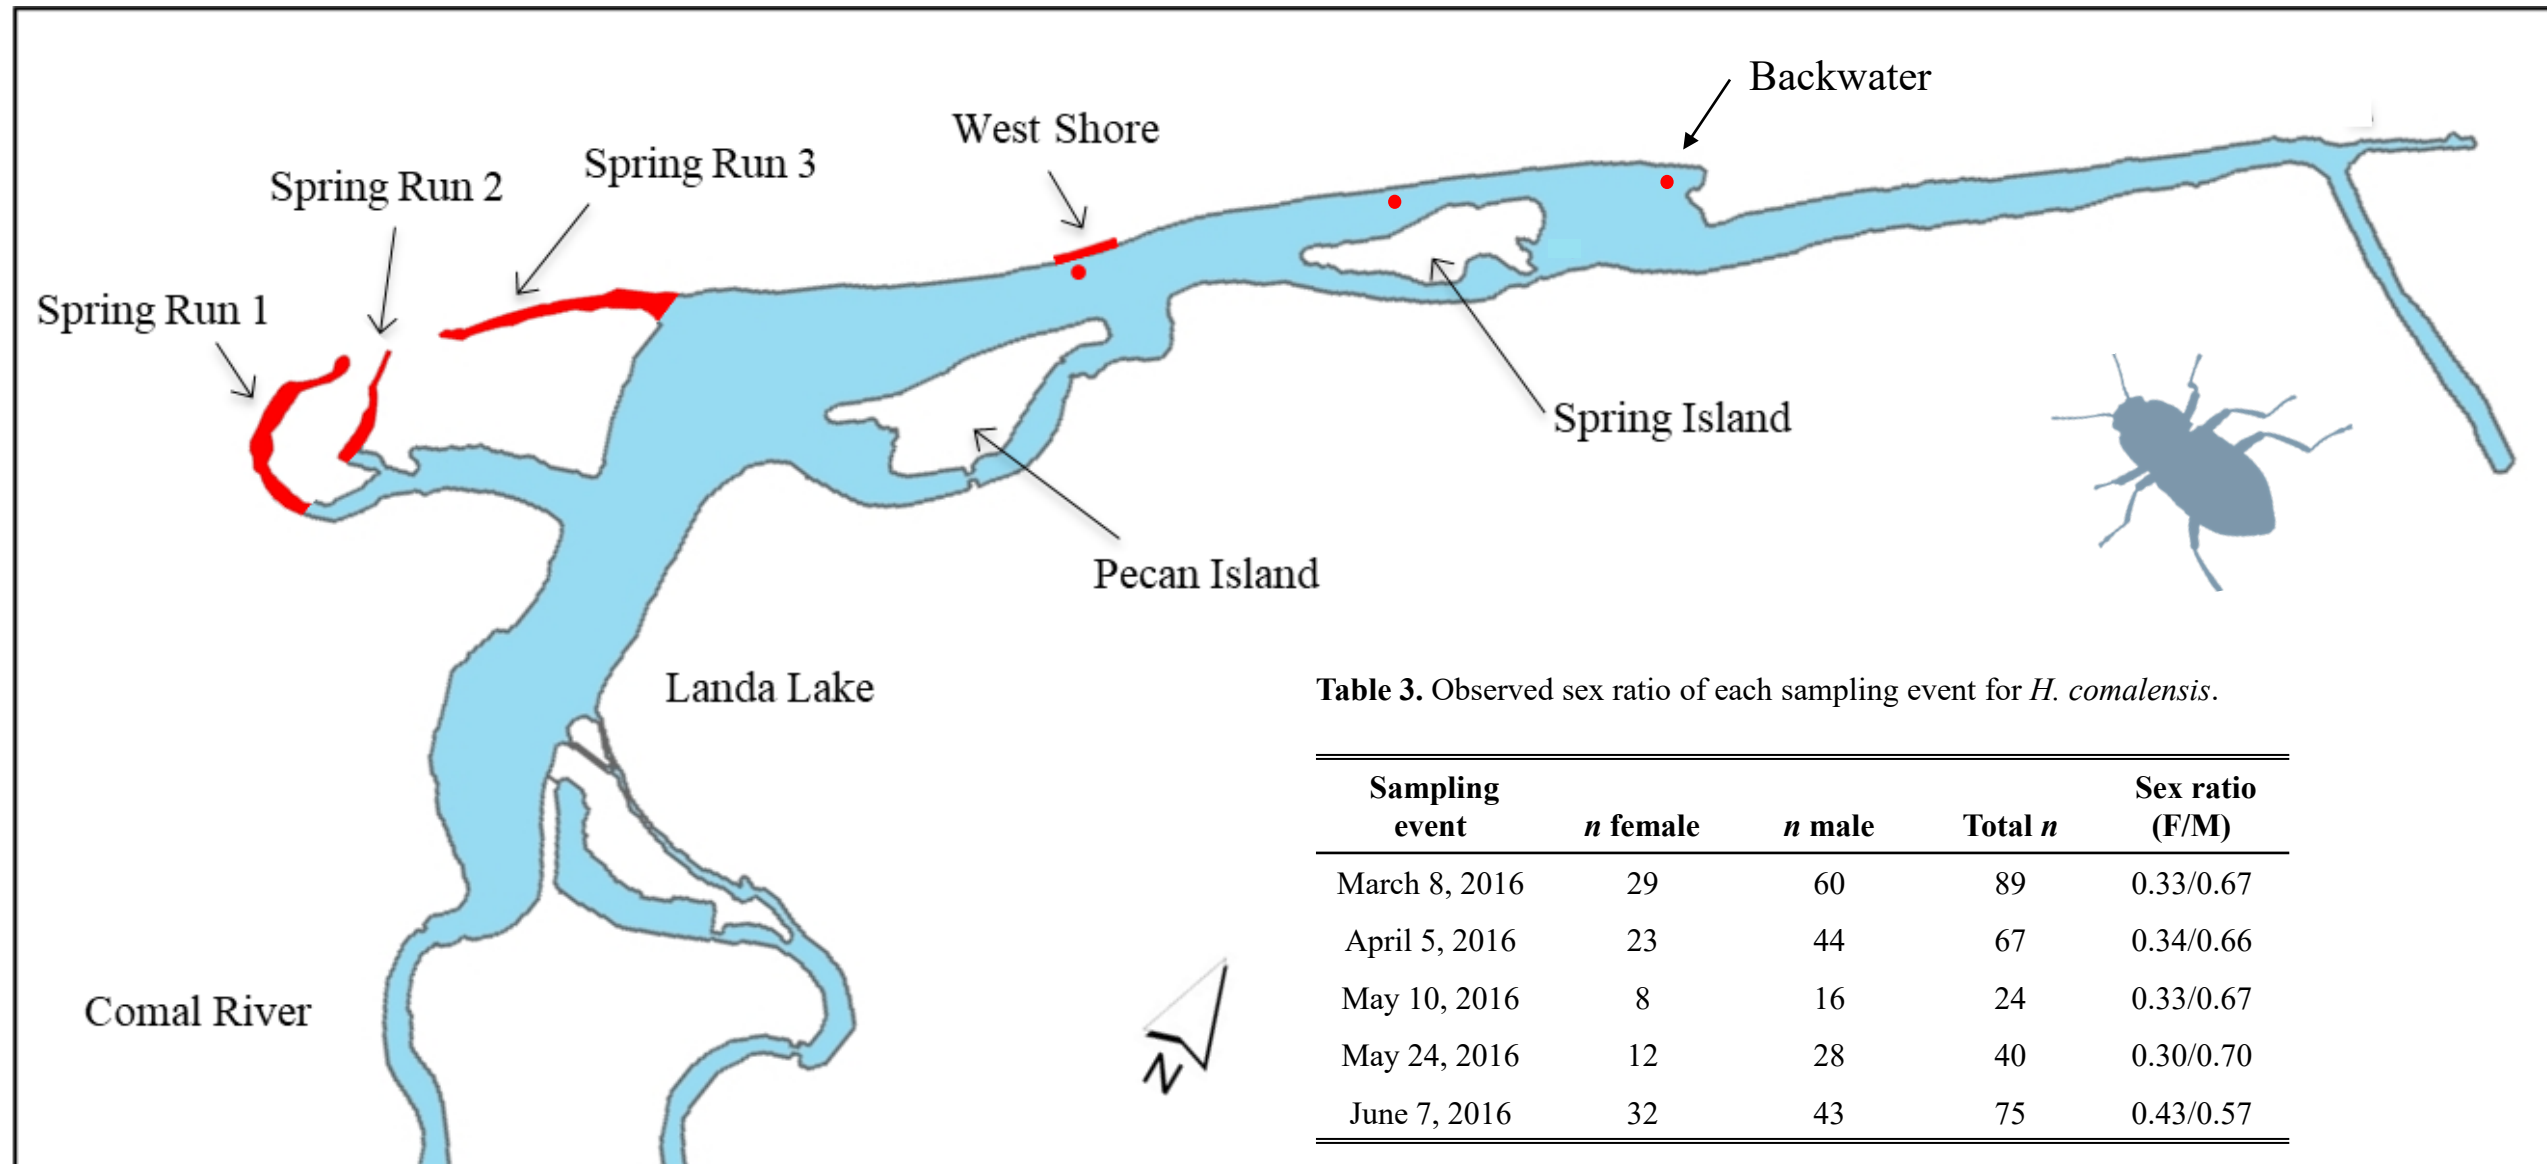 Backwater
West Shore
Spring Run 3
Spring Run 2
Spring Run 1
Spring Island
Pecan Island
Landa Lake
Comal River
N
Table 3. Observed sex ratio of each sampling event for H. comalensis.
Sampling event n female n male Total n Sex ratio (F/M)
March 8, 2016 29 60 89 0.33/0.67
April 5, 2016 23 44 67 0.34/0.66
May 10, 2016 8 16 24 0.33/0.67
May 24, 2016 12 28 40 0.30/0.70
June 7, 2016 32 43 75 0.43/0.57